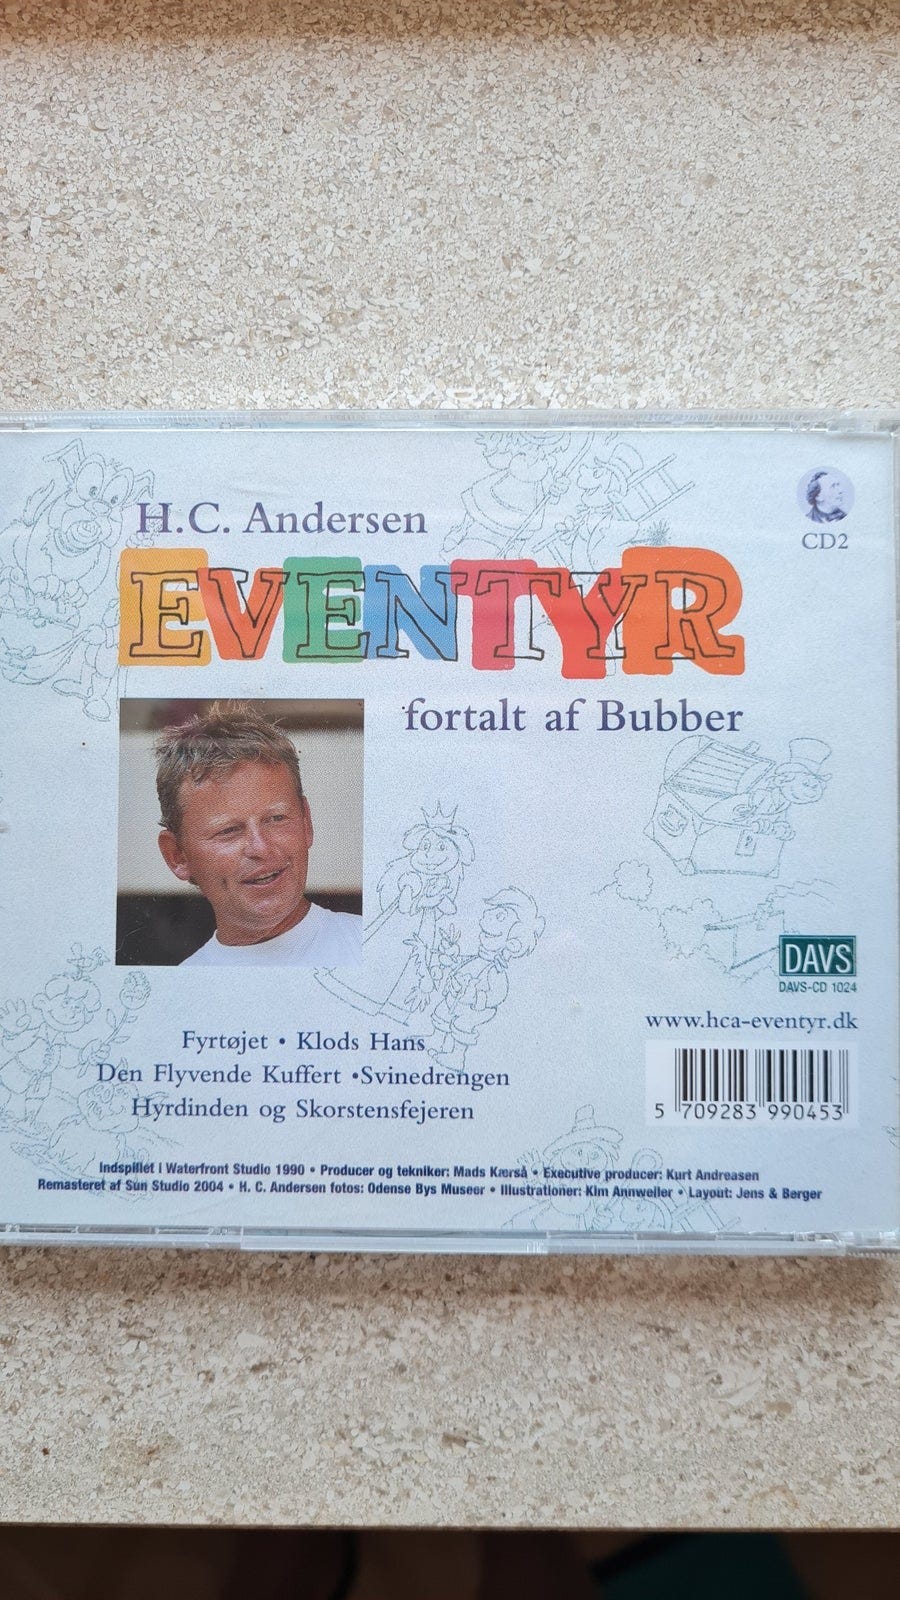 H.C. Andersen
CD2
EVENTYR
fortalt af Bubber
DAVS
DAVS-CD 1024
www.hca-eventyr.dk
5 709283 990453
Fyrtøjet • Klods Hans
Den Flyvende Kuffert •Svinedrengen
Hyrdinden og Skorstensfejeren
Indspillet i Waterfront Studio 1990 • Producer og tekniker: Mads Kærså • Executive producer: Kurt Andreasen
Remasteret af Sun Studio 2004 • H. C. Andersen fotos: Odense Bys Museer • Illustrationer: Kim Annweiler • Layout: Jens & Berger